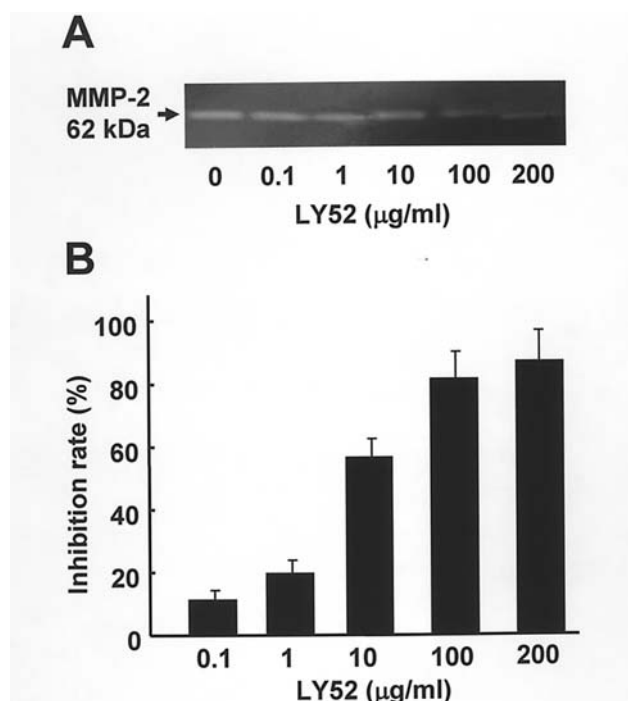 A
MMP-2
62 kDa
0 0.1 1 10 100 200
LY52 (μg/ml)
B
Inhibition rate (%)
100
80
60
40
20
0
0.1 1 10 100 200
LY52 (μg/ml)